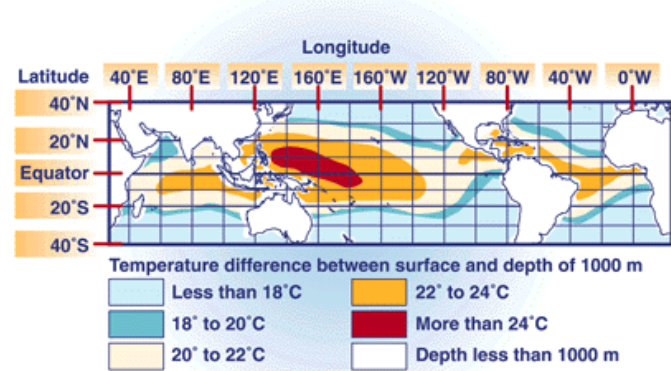 Longitude
Latitude 40°E 80°E 120°E 160°E 160°W 120°W 80°W 40°W 0°W
40°N
20°N
Equator
20°S
40°S
Temperature difference between surface and depth of 1000 m
Less than 18°C 22° to 24°C
18° to 20°C More than 24°C
20° to 22°C Depth less than 1000 m